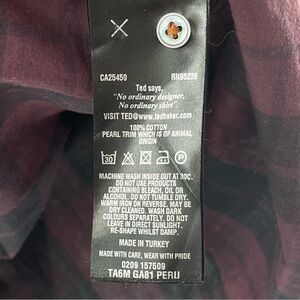 CA25459 RN95229
Ted says,
"No ordinary designer,
No ordinary shirt".
VISIT TED@www.tedbaker.com
100% COTTON
PEARL TRIM WHICH IS OF ANIMAL
ORIGIN
30 P
MACHINE WASH INSIDE OUT AT 30C.
DO NOT USE PRODUCTS
CONTAINING BLEACH, OIL OR
ALCOHOL. DO NOT TUMBLE DRY.
WARM IRON ON REVERSE. MAY BE
DRY CLEANED. WASH DARK
COLOURS SEPARATELY. DO NOT
LEAVE IN DIRECT SUNLIGHT.
RE-SHAPE WHILST DAMP.
MADE IN TURKEY
MADE WITH CARE, WEAR WITH PRIDE
0209 157509
TA6M GA81 PERU